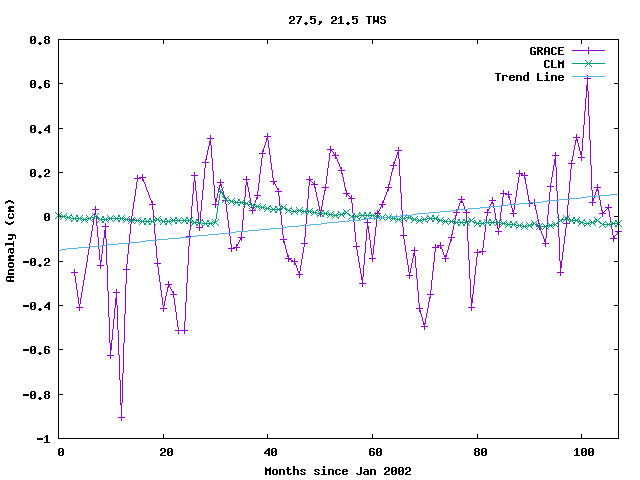 27.5, 21.5 TWS
GRACE
CLM
Trend Line
0.8
0.6
0.4
0.2
0
-0.2
-0.4
-0.6
-0.8
-1
Anomaly (cm)
0 20 40 60 80 100
Months since Jan 2002